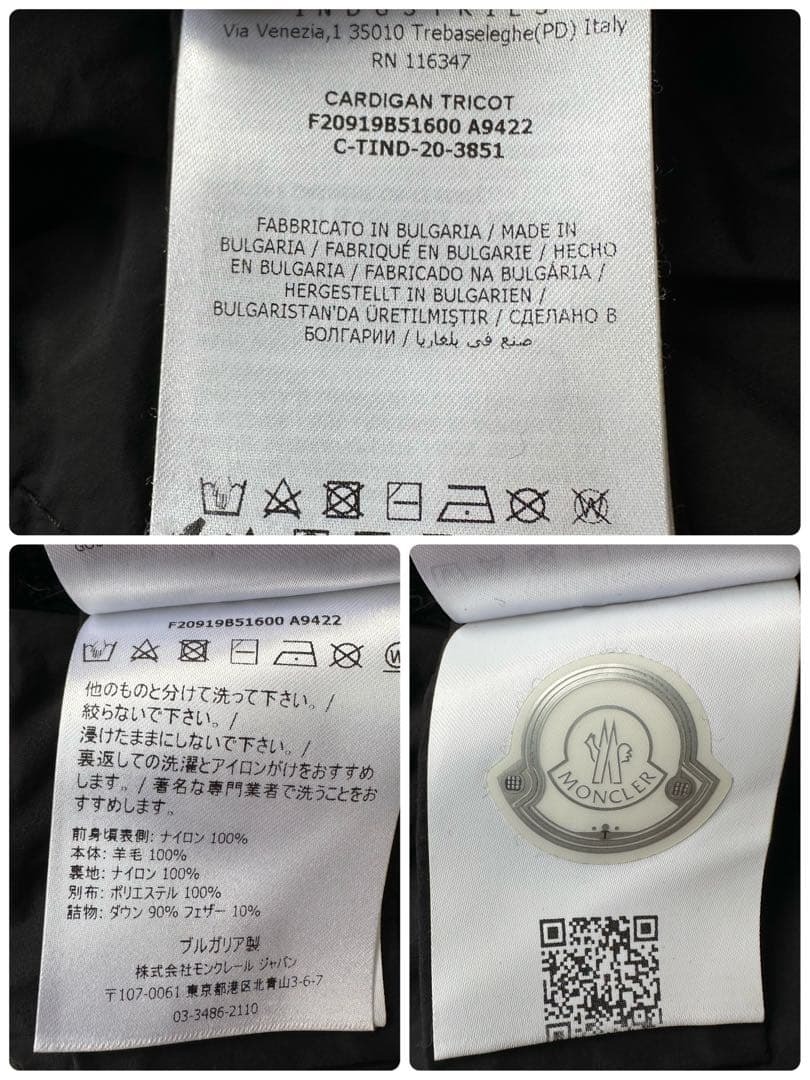 INDUSTRIES
Via Venezia,1 35010 Trebaseleghe(PD) Italy
RN 116347
CARDIGAN TRICOT
F20919B51600 A9422
C-TIND-20-3851
FABBRICATO IN BULGARIA / MADE IN
BULGARIA / FABRIQUÉ EN BULGARIE / HECHO
EN BULGARIA / FABRICADO NA BULGÁRIA /
HERGESTELLT IN BULGARIEN /
BULGARISTAN'DA ÜRETILMIŞTIR / СДЕЛАНО В
БОЛГАРИИ / صنع في بلغاريا
W
F20919B51600 A9422
W
他のものと分けて洗って下さい。/
絞らないで下さい。/
浸けたままにしないで下さい。/
裏返しての洗濯とアイロンがけをおすすめ
します。/ 著名な専門業者で洗うことをお
すすめします。
前身頃表側: ナイロン 100%
本体: 羊毛 100%
裏地: ナイロン 100%
別布: ポリエステル 100%
詰物: ダウン 90% フェザー 10%
ブルガリア製
株式会社モンクレール ジャパン
〒107-0061 東京都港区北青山3-6-7
03-3486-2110
MONCLER